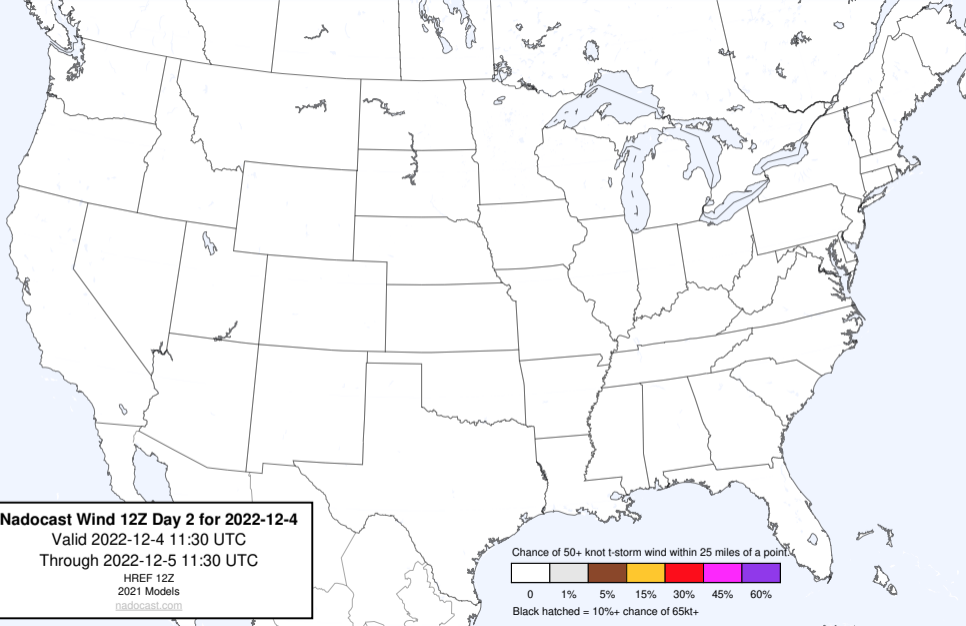 Nadocast Wind 12Z Day 2 for 2022-12-4
Valid 2022-12-4 11:30 UTC
Through 2022-12-5 11:30 UTC
HREF 12Z
2021 Models
nadocast.com
Chance of 50+ knot t-storm wind within 25 miles of a point.
0 1% 5% 15% 30% 45% 60%
Black hatched = 10%+ chance of 65kt+